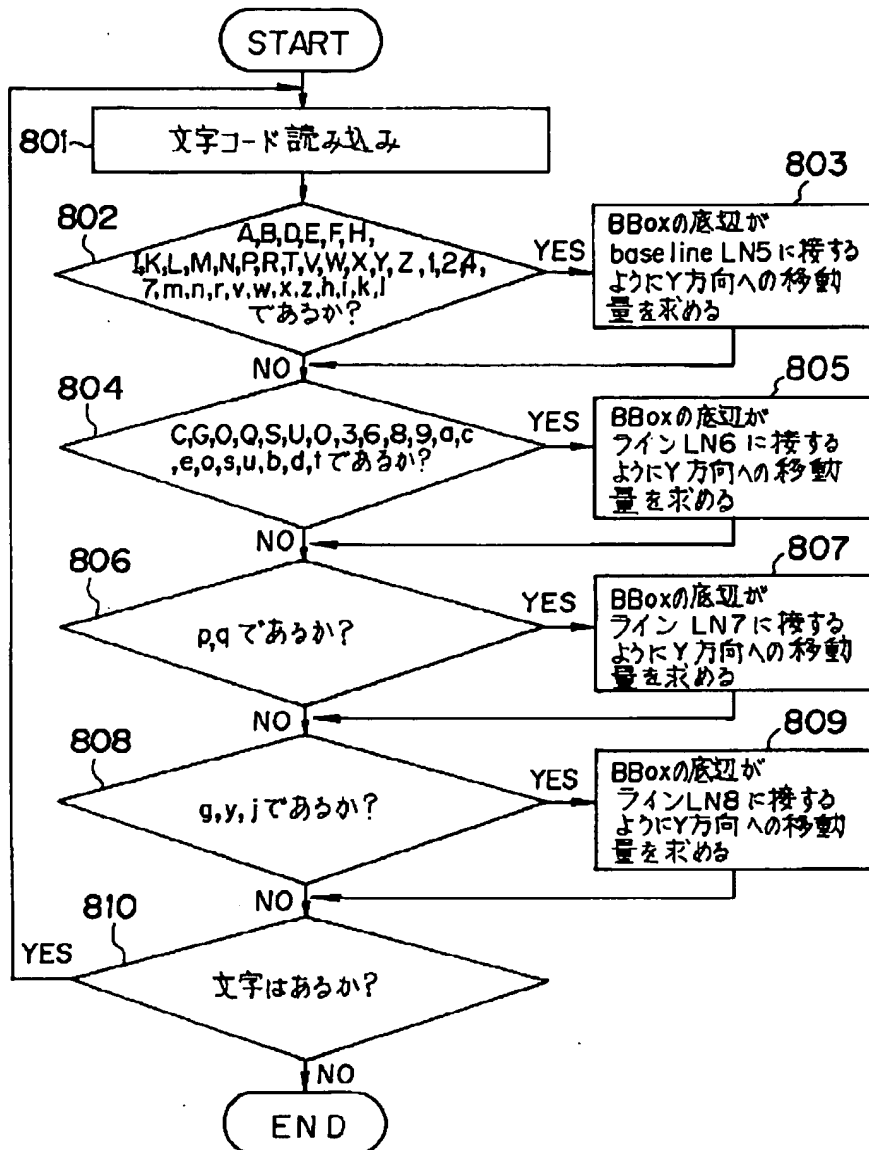 START
801
文字コード読み込み
802
A,B,D,E,F,H,
I,K,L,M,N,P,R,T,V,W,X,Y,Z,1,2,4,
7,m,n,r,v,w,x,z,h,i,k,l
であるか?
YES
803
BBoxの底辺が
baseline LN5に接する
ようにY方向への移動
量を求める
NO
804
C,G,O,Q,S,U,0,3,6,8,9,a,c
,e,o,s,u,b,d,tであるか?
YES
805
BBoxの底辺が
ラインLN6に接する
ようにY方向への移動
量を求める
NO
806
p,qであるか?
YES
807
BBoxの底辺が
ラインLN7に接する
ようにY方向への移動
量を求める
NO
808
g,y,jであるか?
YES
809
BBoxの底辺が
ラインLN8に接する
ようにY方向への移動
量を求める
NO
810
YES
文字はあるか?
NO
END